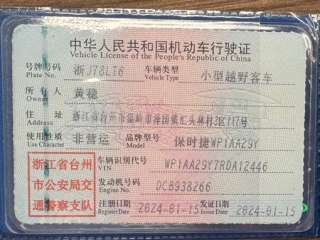 中华人民共和国机动车行驶证
Vehicle License of the People's Republic of China
号牌号码 浙J78LT6 车辆类型 小型越野客车
Plate No. Vehicle Type
所有人 黄稳
Owner
住址 浙江省台州市温岭市泽国镇汇头林村2区117号
使用性质 非营运 品牌型号 保时捷WP1AA29Y
Use Character Model
浙江省台州 车辆识别代号 WP1AA29Y7RDA12446
VIN
市公安局交 发动机号码 DCB938266
Engine No.
通警察支队 注册日期 2024-01-15 发证日期 2024-01-15
Register Date Issue Date